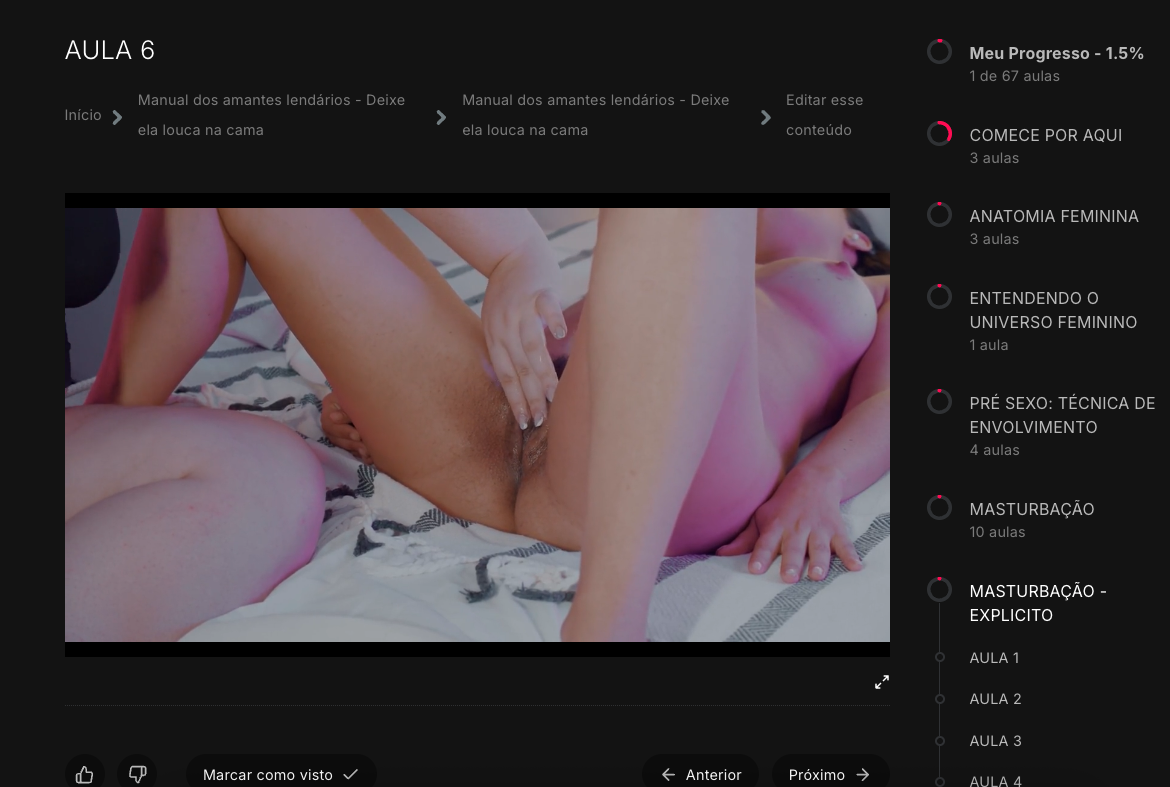 AULA 6
Início
Manual dos amantes lendários - Deixe
ela louca na cama
Manual dos amantes lendários - Deixe
ela louca na cama
Editar esse
conteúdo
Marcar como visto
Anterior
Próximo
Meu Progresso - 1.5%
1 de 67 aulas
COMECE POR AQUI
3 aulas
ANATOMIA FEMININA
3 aulas
ENTENDENDO O
UNIVERSO FEMININO
1 aula
PRÉ SEXO: TÉCNICA DE
ENVOLVIMENTO
4 aulas
MASTURBAÇÃO
10 aulas
MASTURBAÇÃO -
EXPLICITO
AULA 1
AULA 2
AULA 3
AULA 4